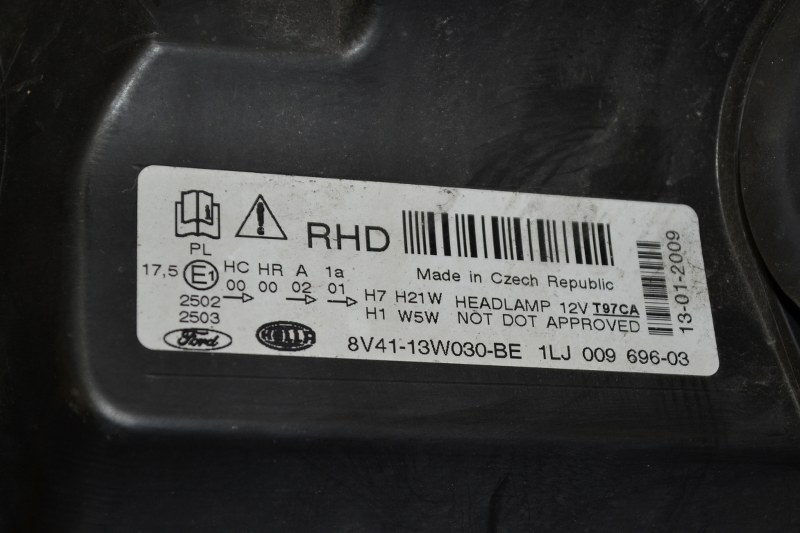 RHD
Made in Czech Republic
PL
17,5 E1 HC HR A 1a
00 00 02 01
2502
2503
H7 H21W HEADLAMP 12V T97CA
H1 W5W NOT DOT APPROVED
Ford HELLA 8V41-13W030-BE 1LJ 009 696-03
13-01-2009